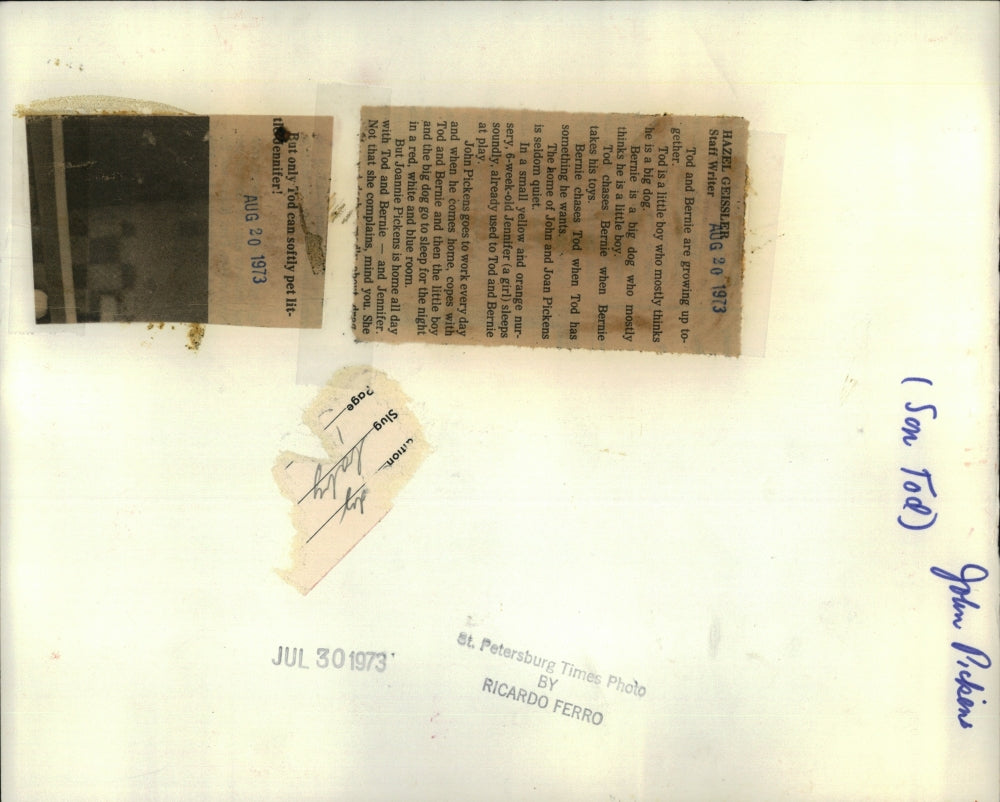 HAZEL GEISSLER
Staff Writer
AUG 20 1973
Tod and Bernie are growing up to-
gether.
Tod is a little boy who mostly thinks
he is a big dog.
Bernie is a big dog who mostly
thinks he is a little boy.
Tod chases Bernie when Bernie
takes his toys.
Bernie chases Tod when Tod has
something he wants.
The home of John and Joan Pickens
is seldom quiet.
In a small yellow and orange nur-
sery, 6-week-old Jennifer (a girl) sleeps
soundly, already used to Tod and Bernie
at play.
John Pickens goes to work every day
and when he comes home, copes with
Tod and Bernie and then the little boy
and the big dog go to sleep for the night
in a red, white and blue room.
But Joannie Pickens is home all day
with Tod and Bernie — and Jennifer.
Not that she complains, mind you. She
But only Tod can softly pet lit-
Jennifer!
AUG 20 1973
Slug
Page
(Son Tod)
John Pickens
JUL 30 1973
St. Petersburg Times Photo
BY
RICARDO FERRO